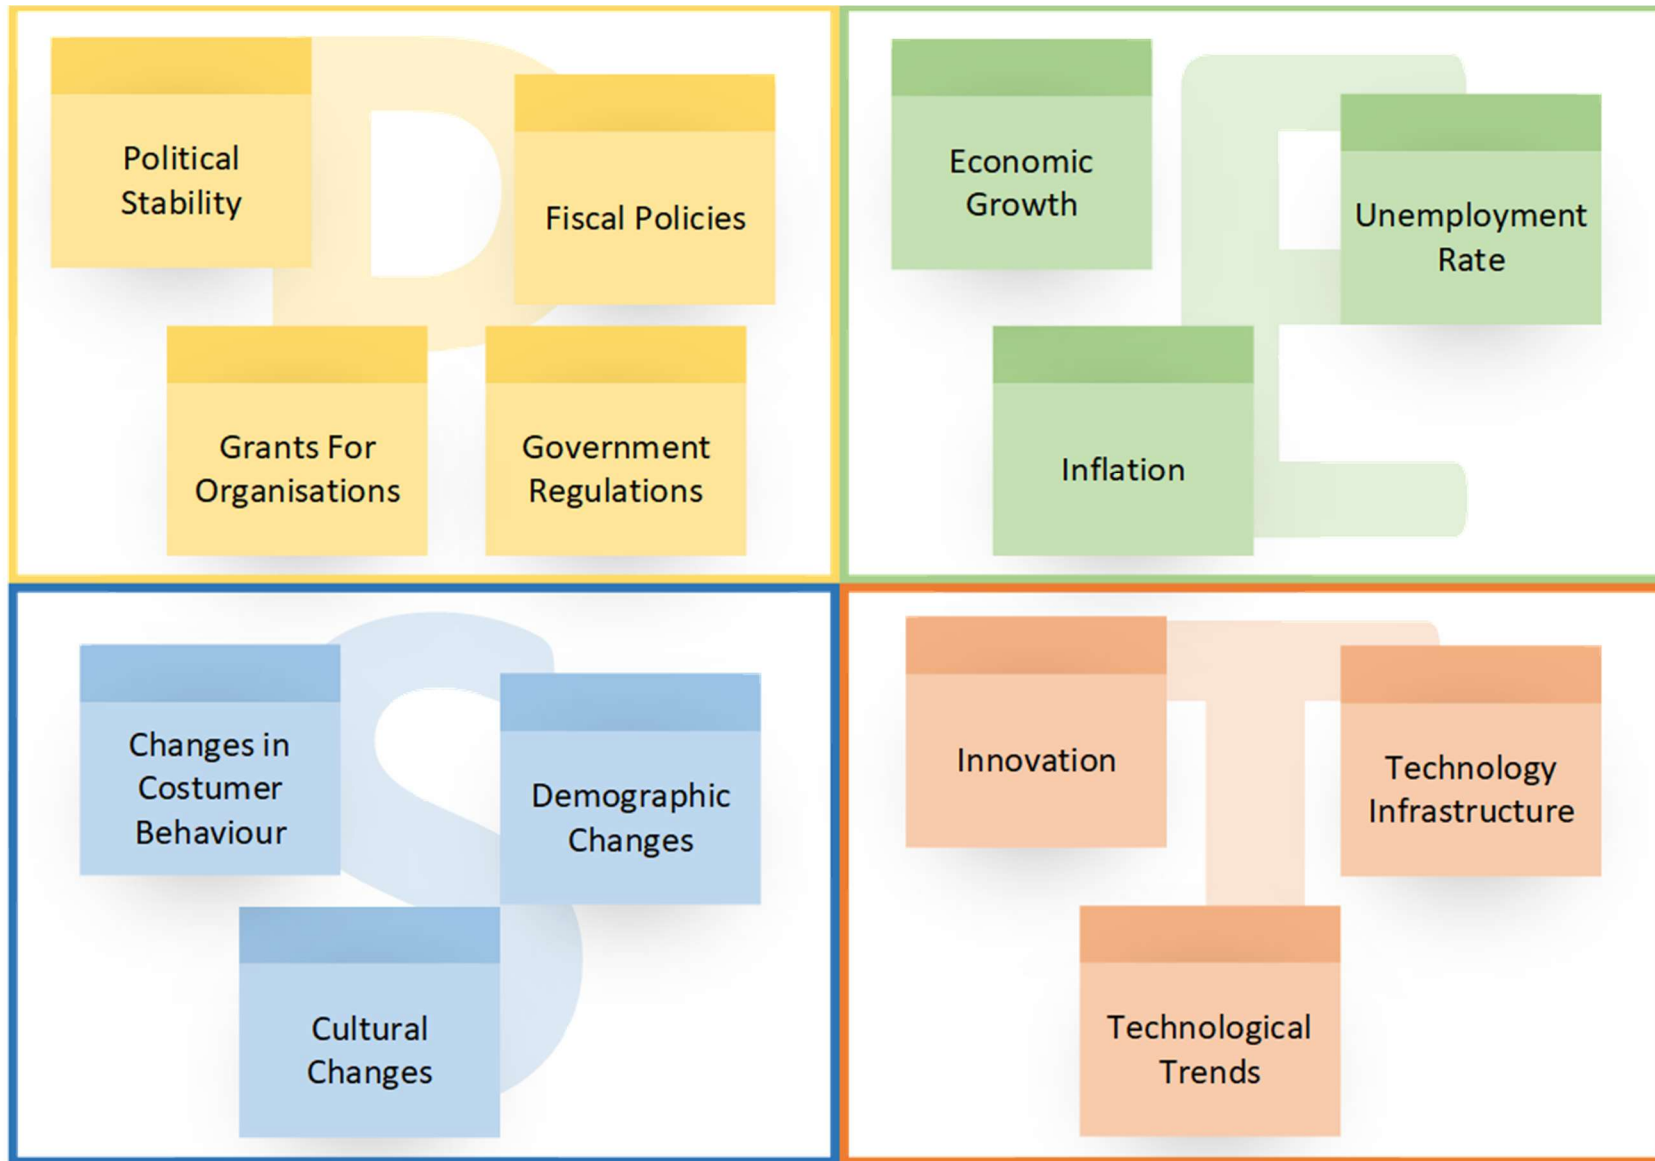 P
Political
Stability
Fiscal Policies
Grants For
Organisations
Government
Regulations
E
Economic
Growth
Unemployment
Rate
Inflation
S
Changes in
Costumer
Behaviour
Demographic
Changes
Cultural
Changes
T
Innovation
Technology
Infrastructure
Technological
Trends